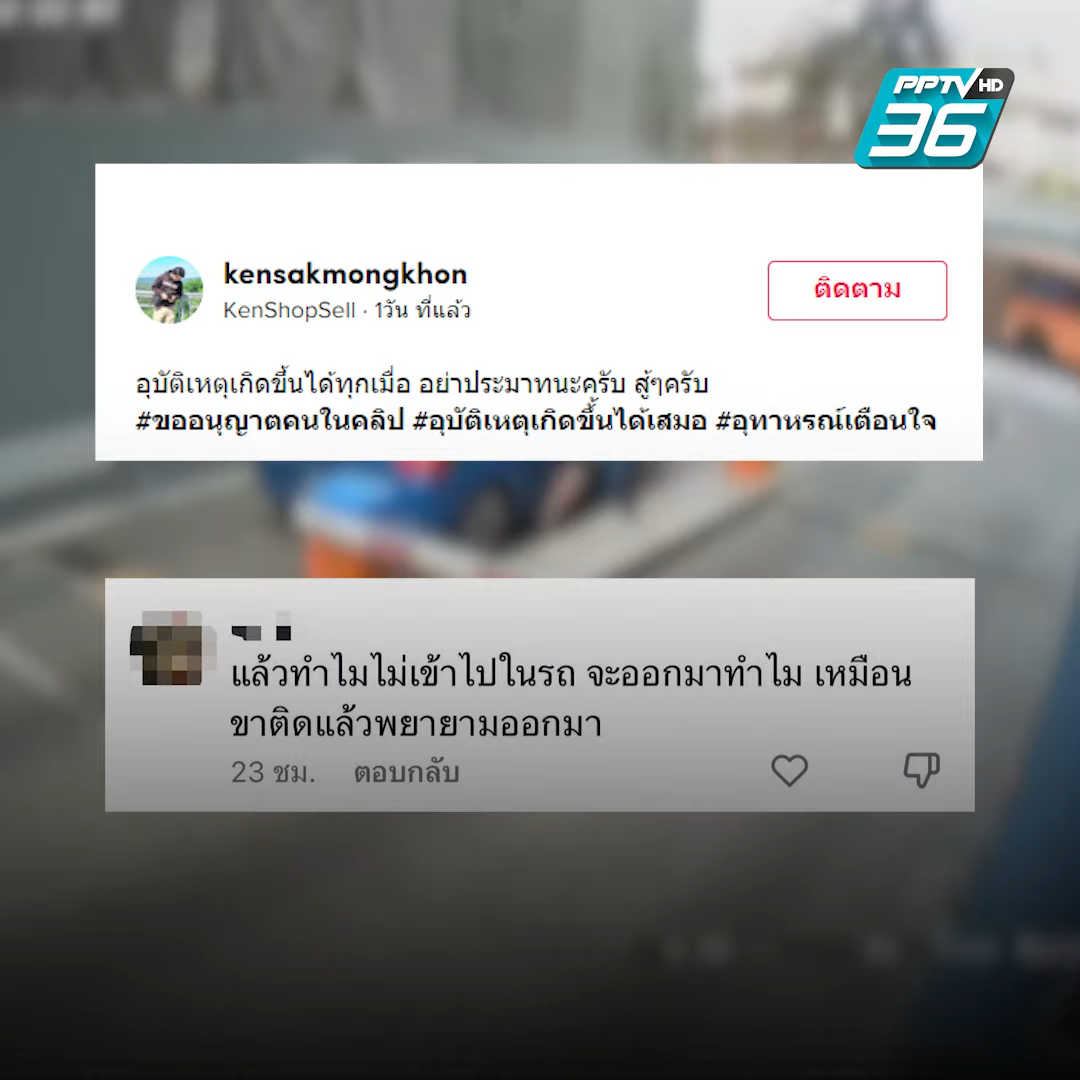 PPTV HD
36
kensakmongkhon
KenShopSell · 1วัน ที่แล้ว
ติดตาม
อุบัติเหตุเกิดขึ้นได้ทุกเมื่อ อย่าประมาทนะครับ สู้ๆครับ
#ขออนุญาตคนในคลิป #อุบัติเหตุเกิดขึ้นได้เสมอ #อุทาหรณ์เตือนใจ
แล้วทำไมไม่เข้าไปในรถ จะออกมาทำไม เหมือน
ขาติดแล้วพยายามออกมา
23 ชม. ตอบกลับ